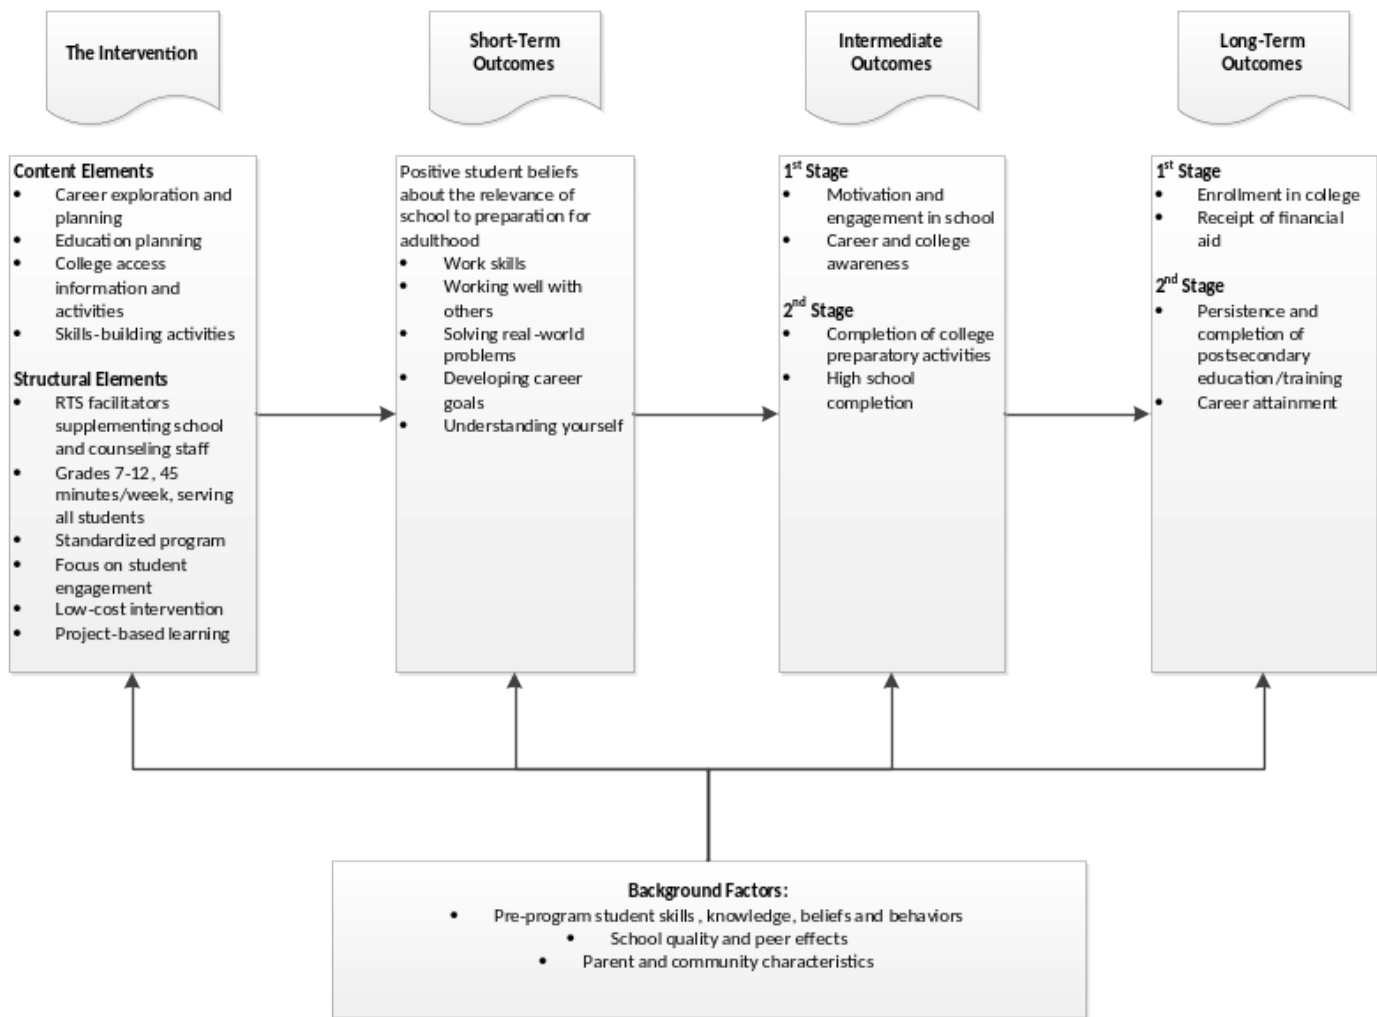 The Intervention
Short-Term
Outcomes
Intermediate
Outcomes
Long-Term
Outcomes
Content Elements
• Career exploration and
planning
• Education planning
• College access
information and
activities
• Skills-building activities
Structural Elements
• RTS facilitators
supplementing school
and counseling staff
• Grades 7-12, 45
minutes/week, serving
all students
• Standardized program
• Focus on student
engagement
• Low-cost intervention
• Project-based learning
Positive student beliefs
about the relevance of
school to preparation for
adulthood
• Work skills
• Working well with
others
• Solving real-world
problems
• Developing career
goals
• Understanding yourself
1st Stage
• Motivation and
engagement in school
• Career and college
awareness
2nd Stage
• Completion of college
preparatory activities
• High school
completion
1st Stage
• Enrollment in college
• Receipt of financial
aid
2nd Stage
• Persistence and
completion of
postsecondary
education/training
• Career attainment
Background Factors:
• Pre-program student skills, knowledge, beliefs and behaviors
• School quality and peer effects
• Parent and community characteristics